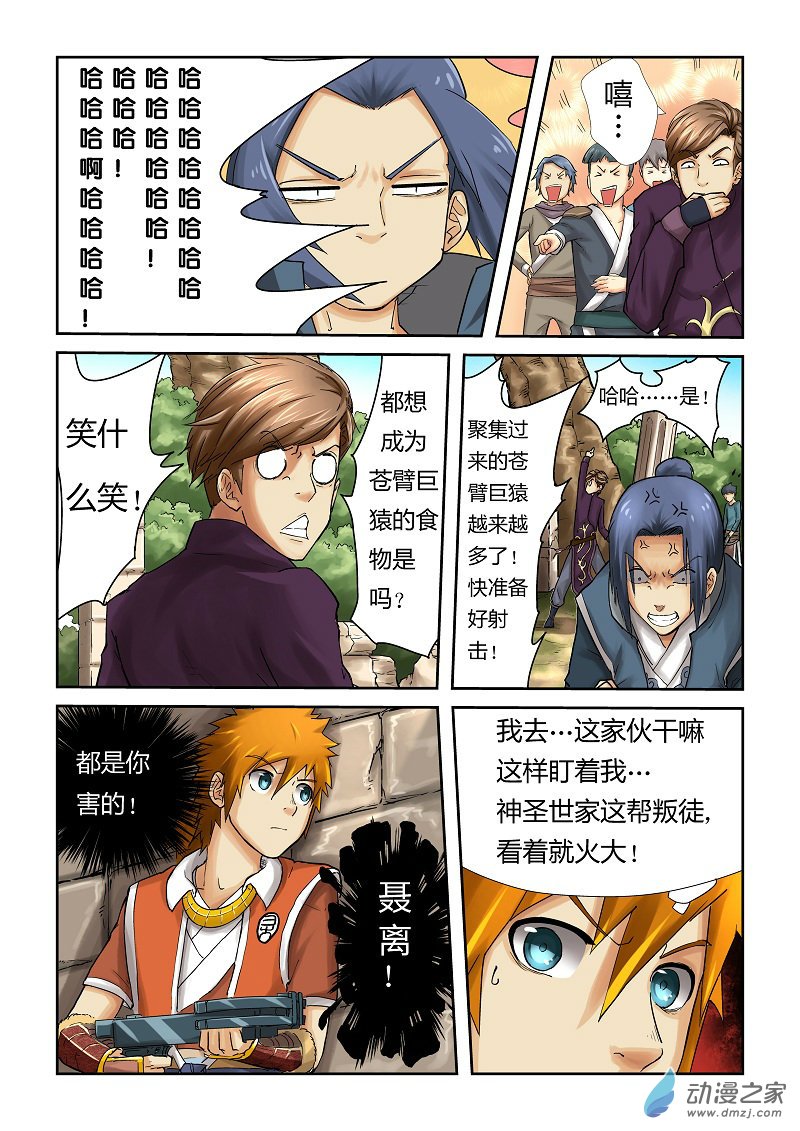 哈哈哈哈哈哈哈哈
哈哈哈哈哈哈！
哈哈哈！
哈哈哈啊哈哈哈哈！
嘻…
笑什
么笑！
都想
成为
苍臂巨
猿的食
物是
吗？
聚集过
来的苍
臂巨猿
越来越
多了！
快准备
好射
击！
哈哈……是！
都是你
害的！
聂离！
我去…这家伙干嘛
这样盯着我…
神圣世家这帮叛徒，
看着就火大！
动漫之家
www.dmzj.com